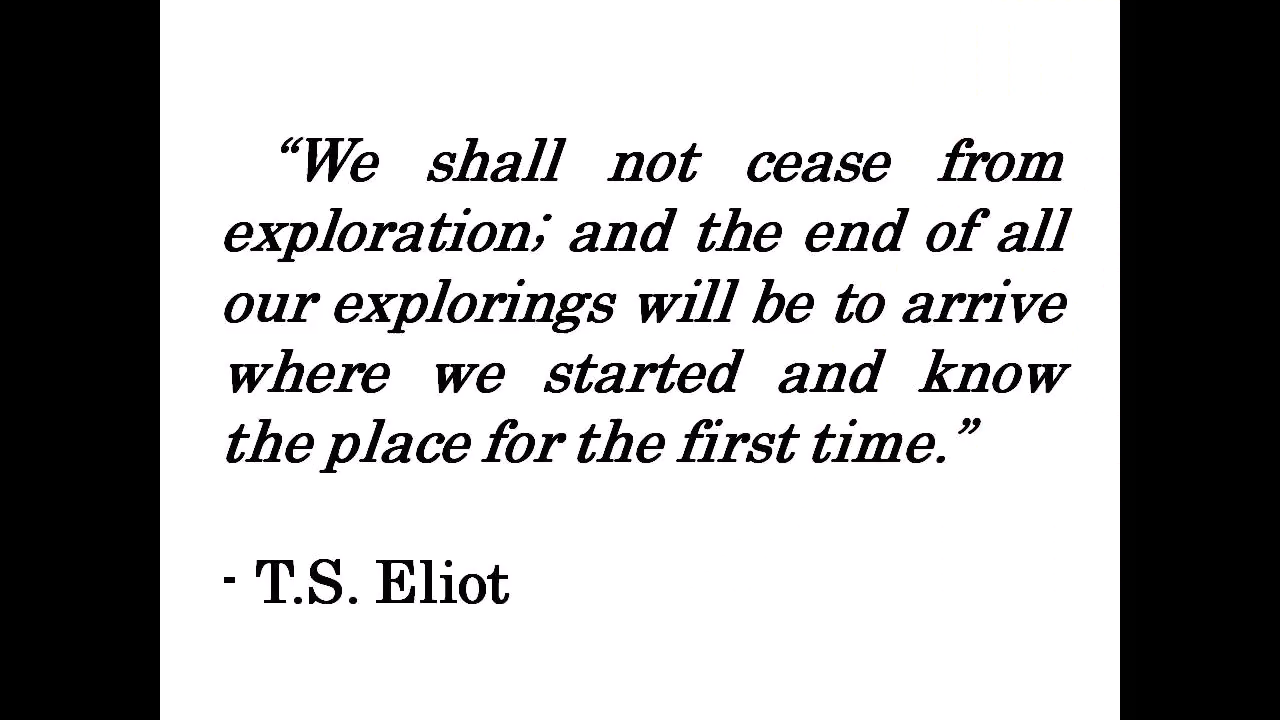 “We shall not cease from
exploration; and the end of all
our explorings will be to arrive
where we started and know
the place for the first time.”
- T.S. Eliot